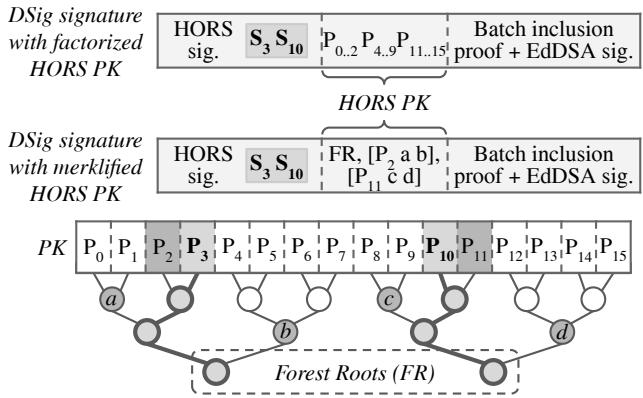 DSig signature
with factorized
HORS PK
HORS
sig.
S3 S10
P0..2 P4..9 P11..15
Batch inclusion
proof + EdDSA sig.
HORS PK
DSig signature
with merklified
HORS PK
HORS
sig.
S3 S10
FR, [P2 a b],
[P11 c d]
Batch inclusion
proof + EdDSA sig.
PK P0 P1 P2 P3 P4 P5 P6 P7 P8 P9 P10 P11 P12 P13 P14 P15
a c
b d
Forest Roots (FR)